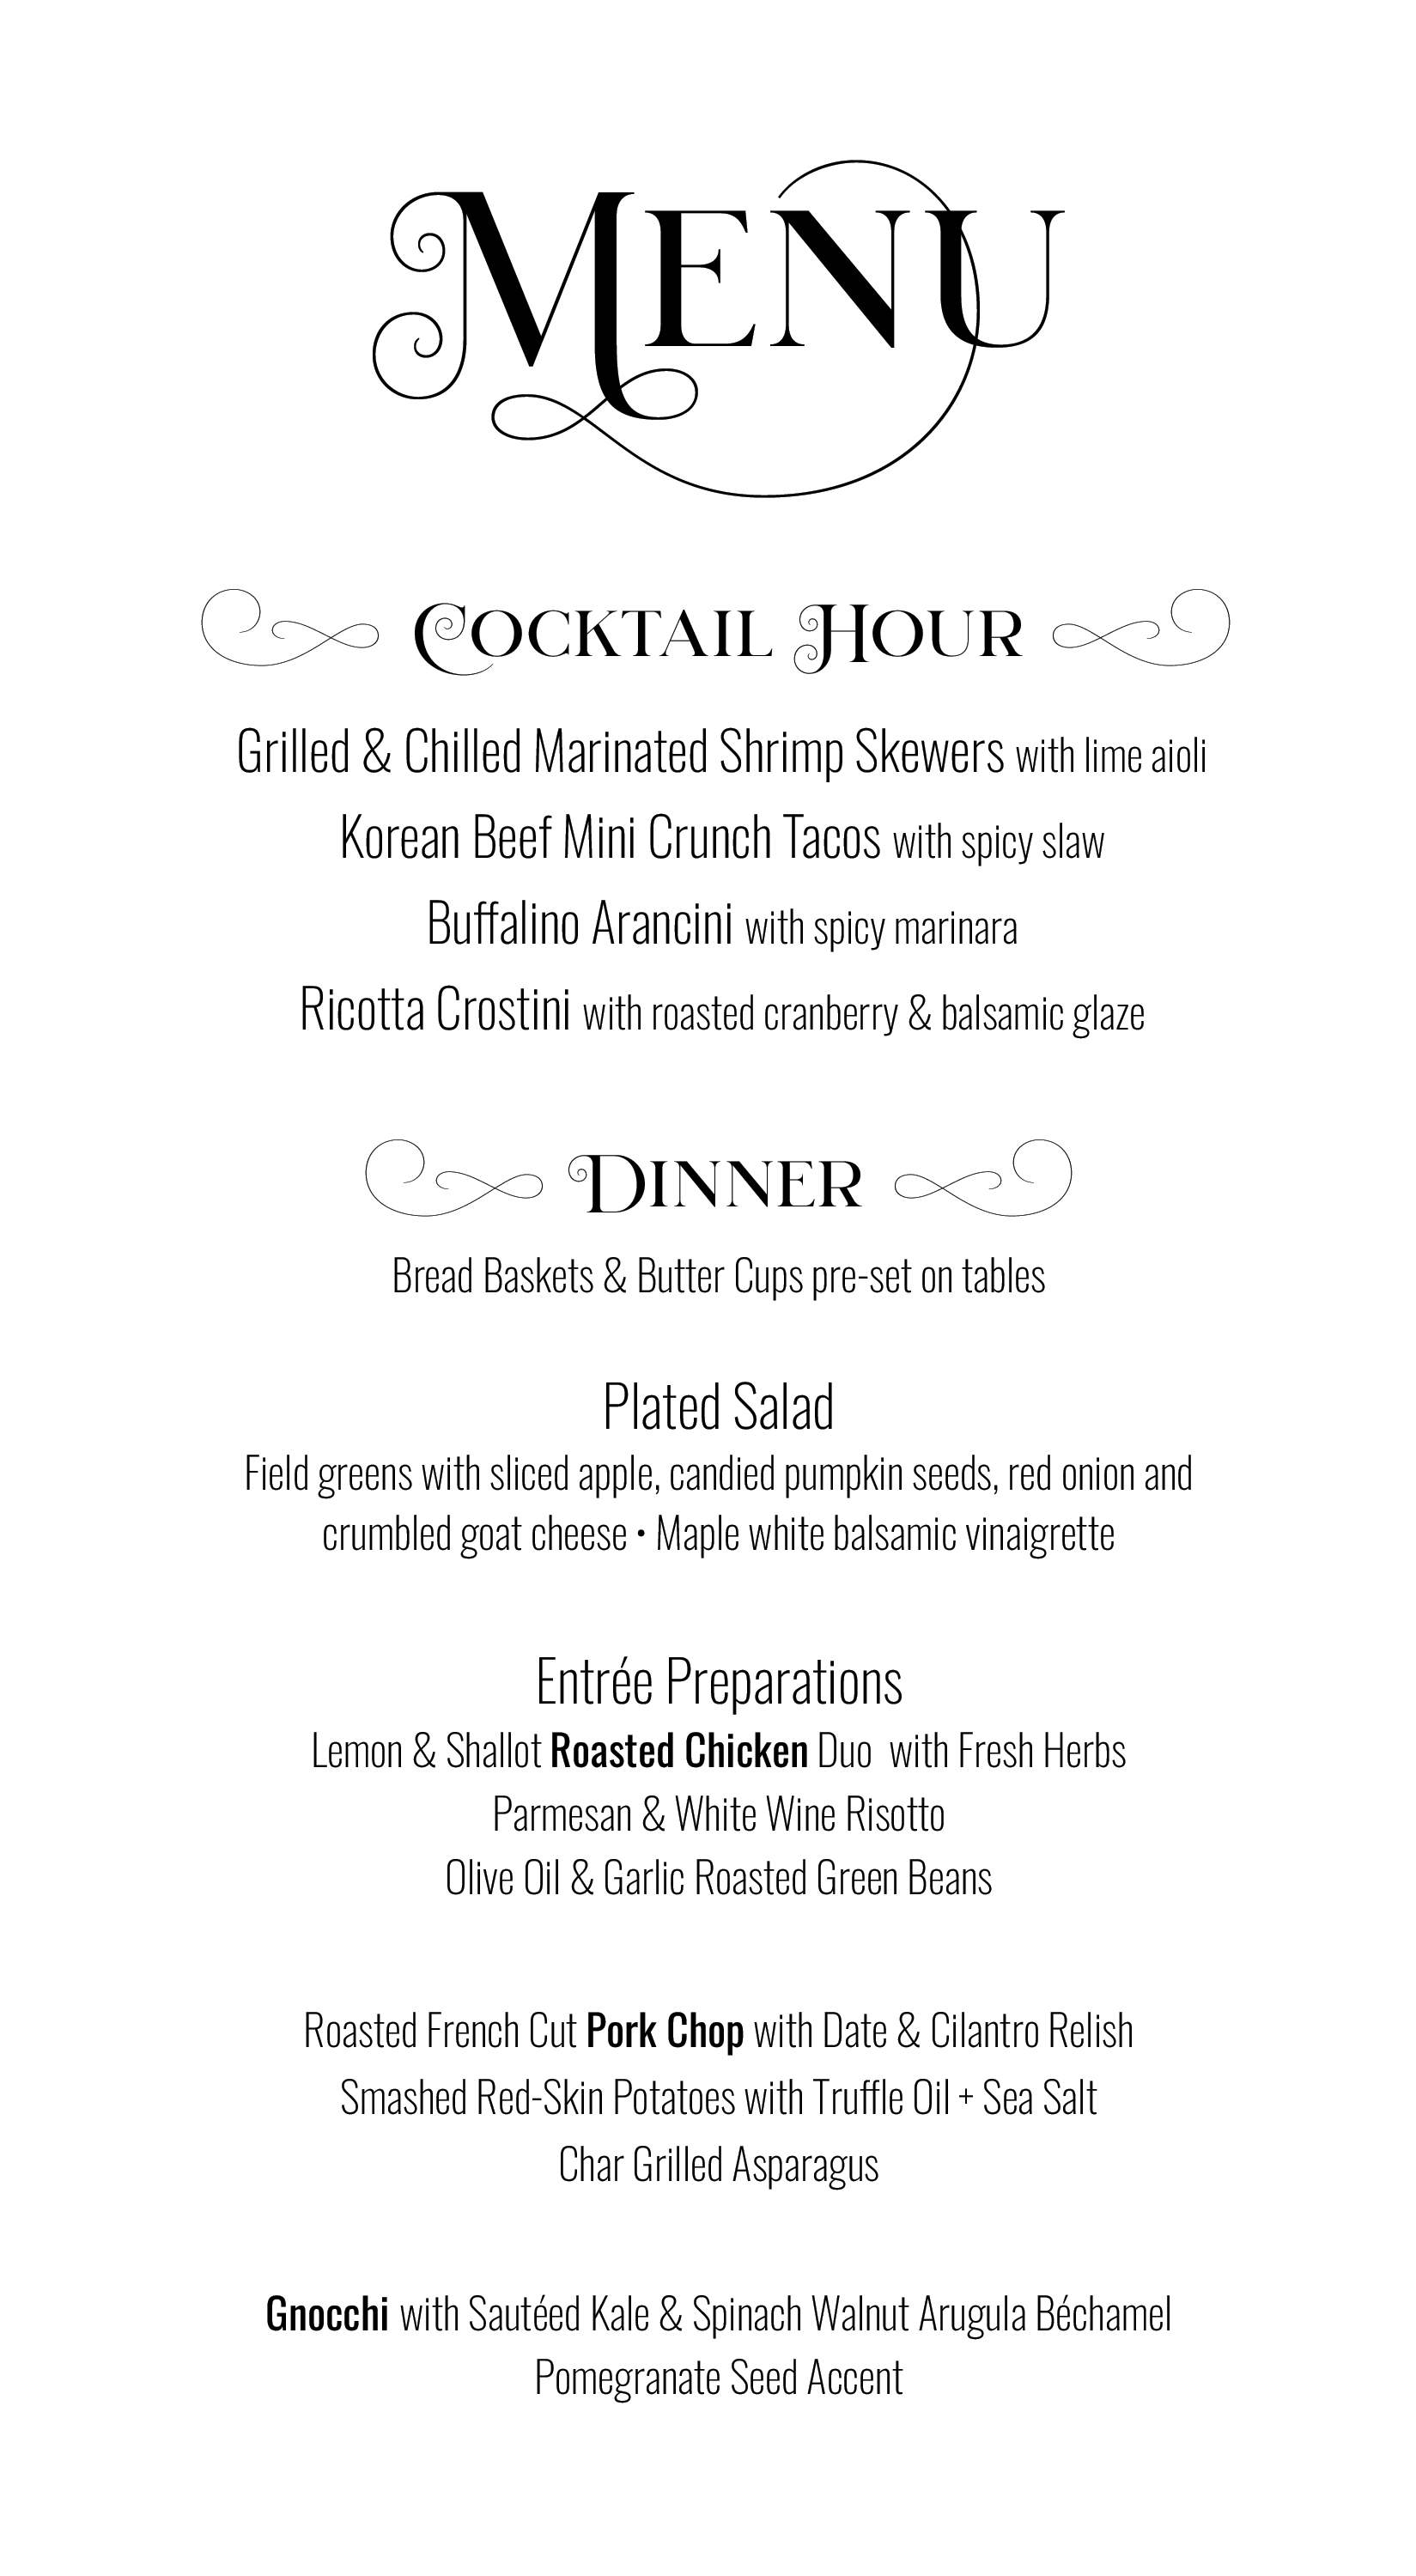 MENU
COCKTAIL HOUR
Grilled & Chilled Marinated Shrimp Skewers with lime aioli
Korean Beef Mini Crunch Tacos with spicy slaw
Buffalino Arancini with spicy marinara
Ricotta Crostini with roasted cranberry & balsamic glaze
DINNER
Bread Baskets & Butter Cups pre-set on tables
Plated Salad
Field greens with sliced apple, candied pumpkin seeds, red onion and
crumbled goat cheese • Maple white balsamic vinaigrette
Entrée Preparations
Lemon & Shallot Roasted Chicken Duo  with Fresh Herbs
Parmesan & White Wine Risotto
Olive Oil & Garlic Roasted Green Beans
Roasted French Cut Pork Chop with Date & Cilantro Relish
Smashed Red-Skin Potatoes with Truffle Oil + Sea Salt
Char Grilled Asparagus
Gnocchi with Sautéed Kale & Spinach Walnut Arugula Béchamel
Pomegranate Seed Accent